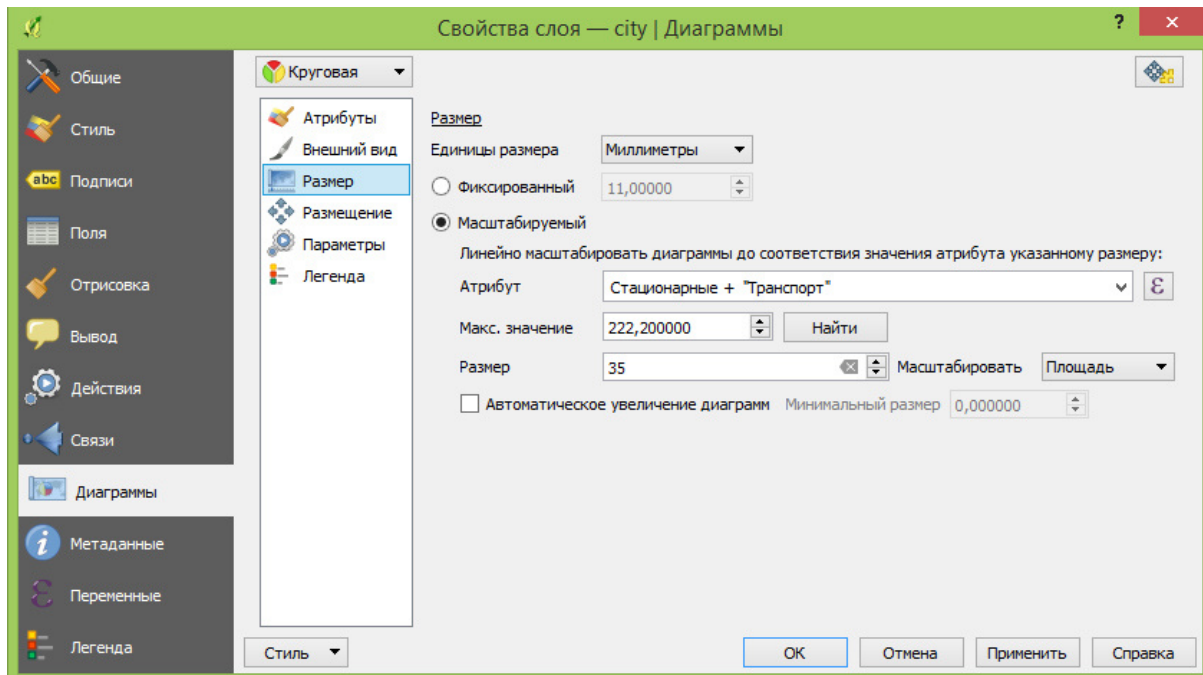 Свойства слоя — city | Диаграммы
?
×
Общие
Стиль
abc Подписи
Поля
Отрисовка
Вывод
Действия
Связи
Диаграммы
Метаданные
Переменные
Легенда
Круговая
Атрибуты
Внешний вид
Размер
Размещение
Параметры
Легенда
Размер
Единицы размера Миллиметры
Фиксированный 11,00000
Масштабируемый
Линейно масштабировать диаграммы до соответствия значения атрибута указанному размеру:
Атрибут Стационарные + "Транспорт" ε
Макс. значение 222,200000 Найти
Размер 35 Масштабировать Площадь
Автоматическое увеличение диаграмм Минимальный размер 0,000000
Стиль ОК Отмена Применить Справка